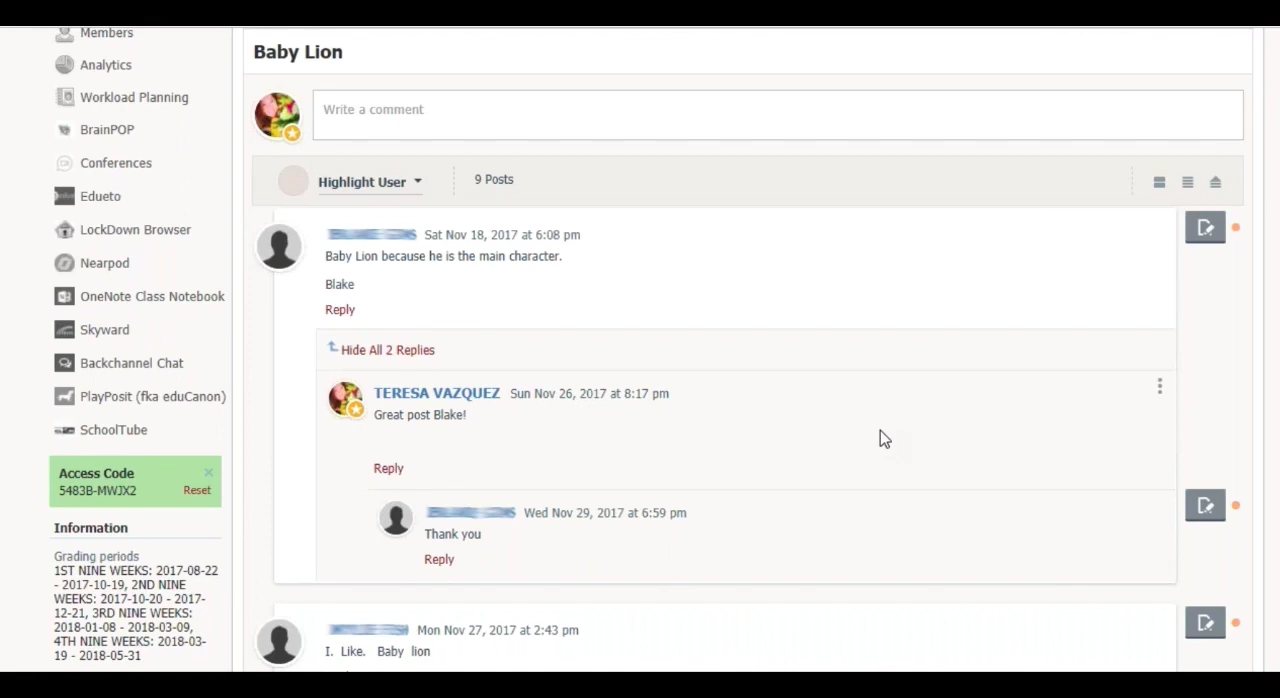 Members
Analytics
Workload Planning
BrainPOP
Conferences
Edueto
LockDown Browser
Nearpod
OneNote Class Notebook
Skyward
Backchannel Chat
PlayPosit (fka eduCanon)
SchoolTube
Access Code ×
5483B-MWJX2 Reset
Information
Grading periods
1ST NINE WEEKS: 2017-08-22
- 2017-10-19, 2ND NINE
WEEKS: 2017-10-20 - 2017-
12-21, 3RD NINE WEEKS:
2018-01-08 - 2018-03-09,
4TH NINE WEEKS: 2018-03-
19 - 2018-05-31
Baby Lion
Write a comment
Highlight User
9 Posts
Sat Nov 18, 2017 at 6:08 pm
Baby Lion because he is the main character.
Blake
Reply
Hide All 2 Replies
TERESA VAZQUEZ Sun Nov 26, 2017 at 8:17 pm
Great post Blake!
Reply
Wed Nov 29, 2017 at 6:59 pm
Thank you
Reply
Mon Nov 27, 2017 at 2:43 pm
I. Like. Baby lion